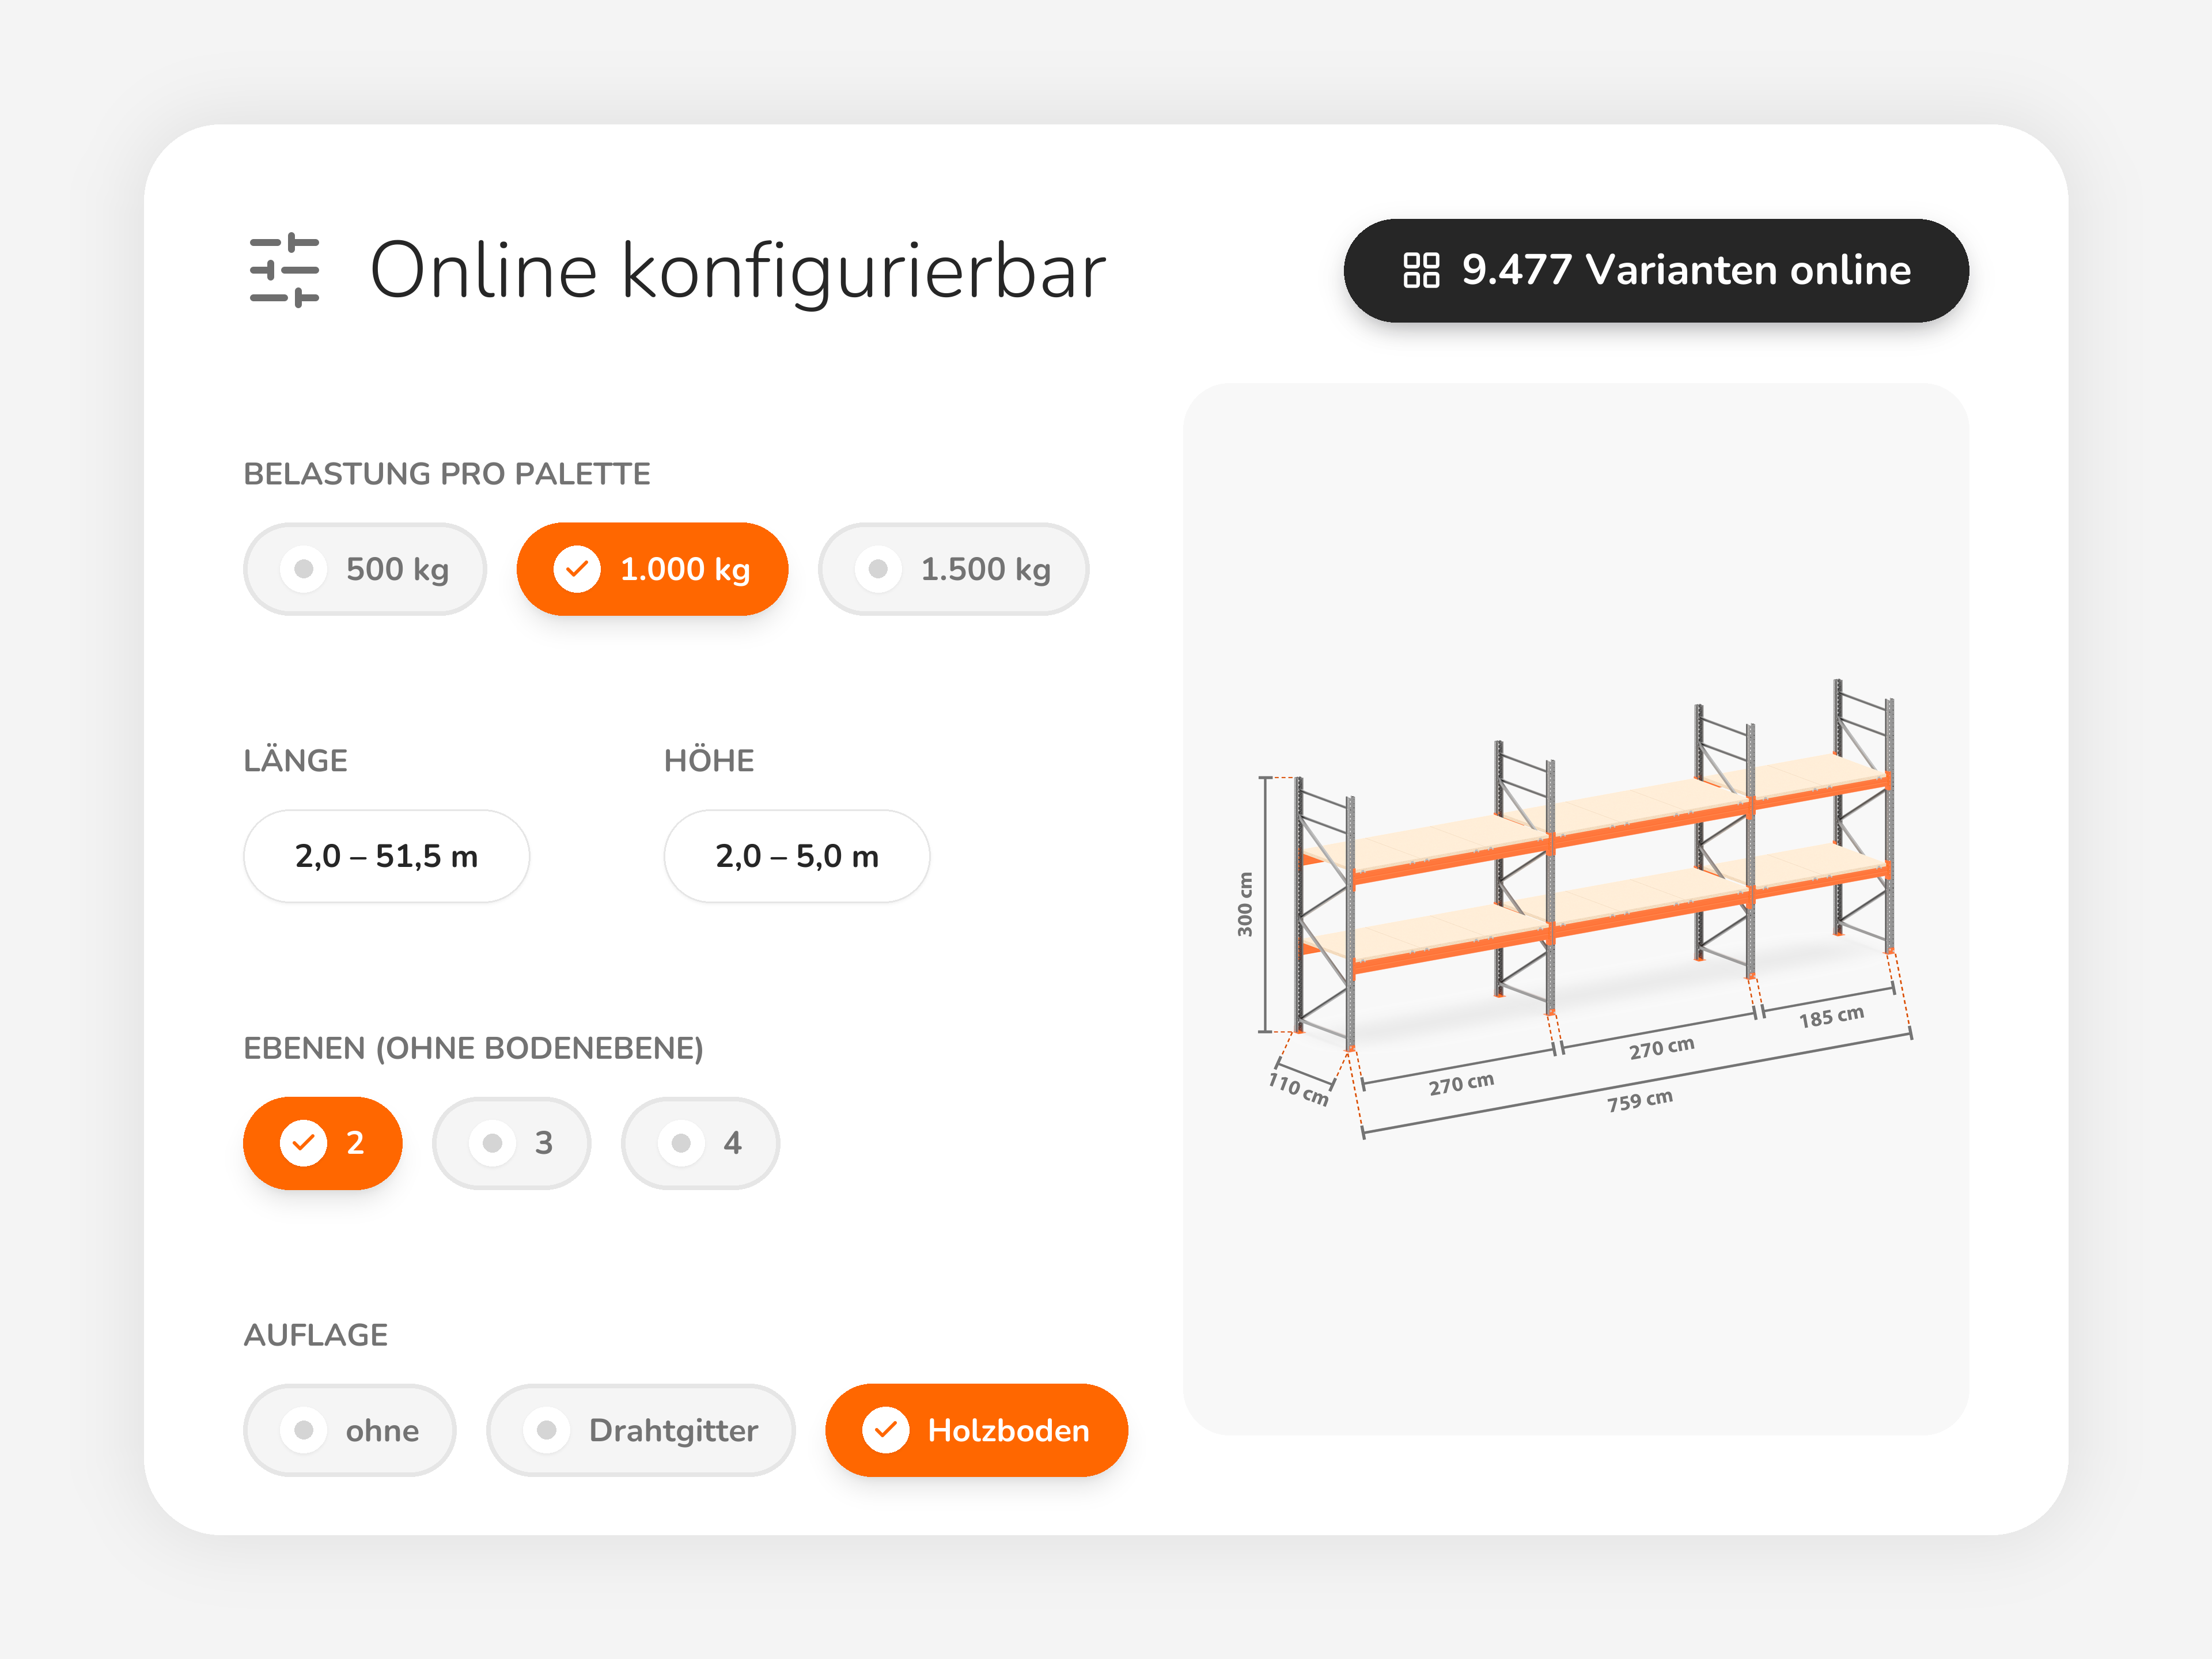 Online konfigurierbar
9.477 Varianten online
BELASTUNG PRO PALETTE
500 kg
1.000 kg
1.500 kg
LÄNGE
HÖHE
2,0 – 51,5 m
2,0 – 5,0 m
EBENEN (OHNE BODENEBENE)
2
3
4
AUFLAGE
ohne
Drahtgitter
Holzboden
300 cm
110 cm
270 cm
270 cm
185 cm
759 cm